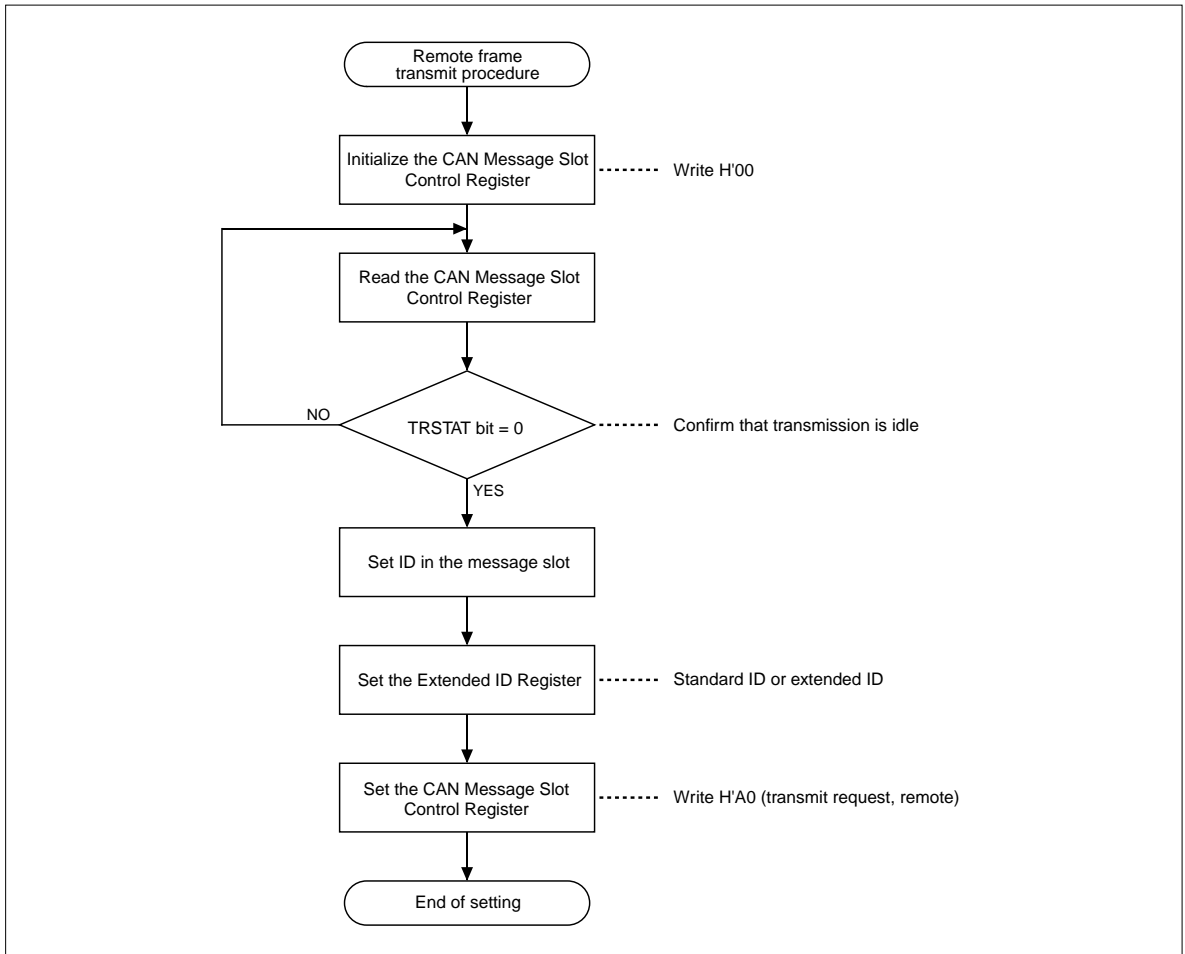 Remote frame
transmit procedure
Initialize the CAN Message Slot
Control Register
Write H'00
Read the CAN Message Slot
Control Register
NO
TRSTAT bit = 0
Confirm that transmission is idle
YES
Set ID in the message slot
Set the Extended ID Register
Standard ID or extended ID
Set the CAN Message Slot
Control Register
Write H'A0 (transmit request, remote)
End of setting